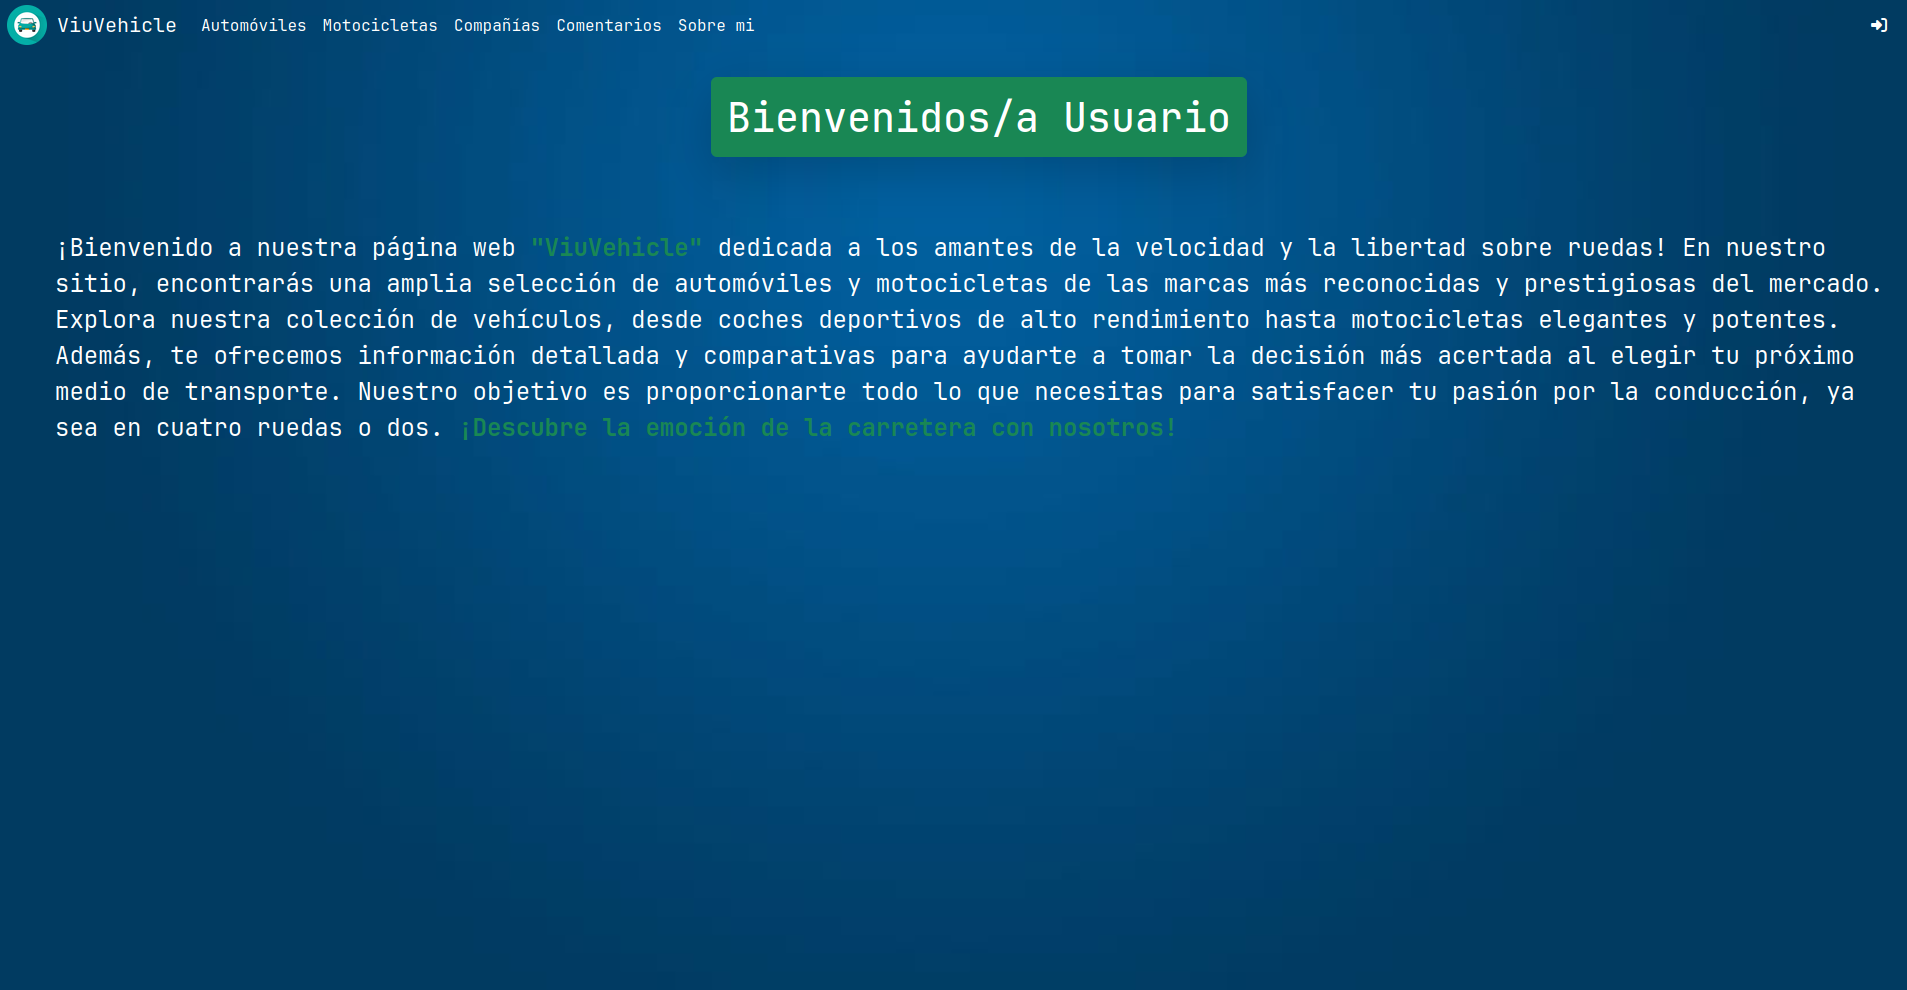 ViuVehicle Automóviles Motocicletas Compañías Comentarios Sobre mi
Bienvenidos/a Usuario
¡Bienvenido a nuestra página web "ViuVehicle" dedicada a los amantes de la velocidad y la libertad sobre ruedas! En nuestro
sitio, encontrarás una amplia selección de automóviles y motocicletas de las marcas más reconocidas y prestigiosas del mercado.
Explora nuestra colección de vehículos, desde coches deportivos de alto rendimiento hasta motocicletas elegantes y potentes.
Además, te ofrecemos información detallada y comparativas para ayudarte a tomar la decisión más acertada al elegir tu próximo
medio de transporte. Nuestro objetivo es proporcionarte todo lo que necesitas para satisfacer tu pasión por la conducción, ya
sea en cuatro ruedas o dos. ¡Descubre la emoción de la carretera con nosotros!